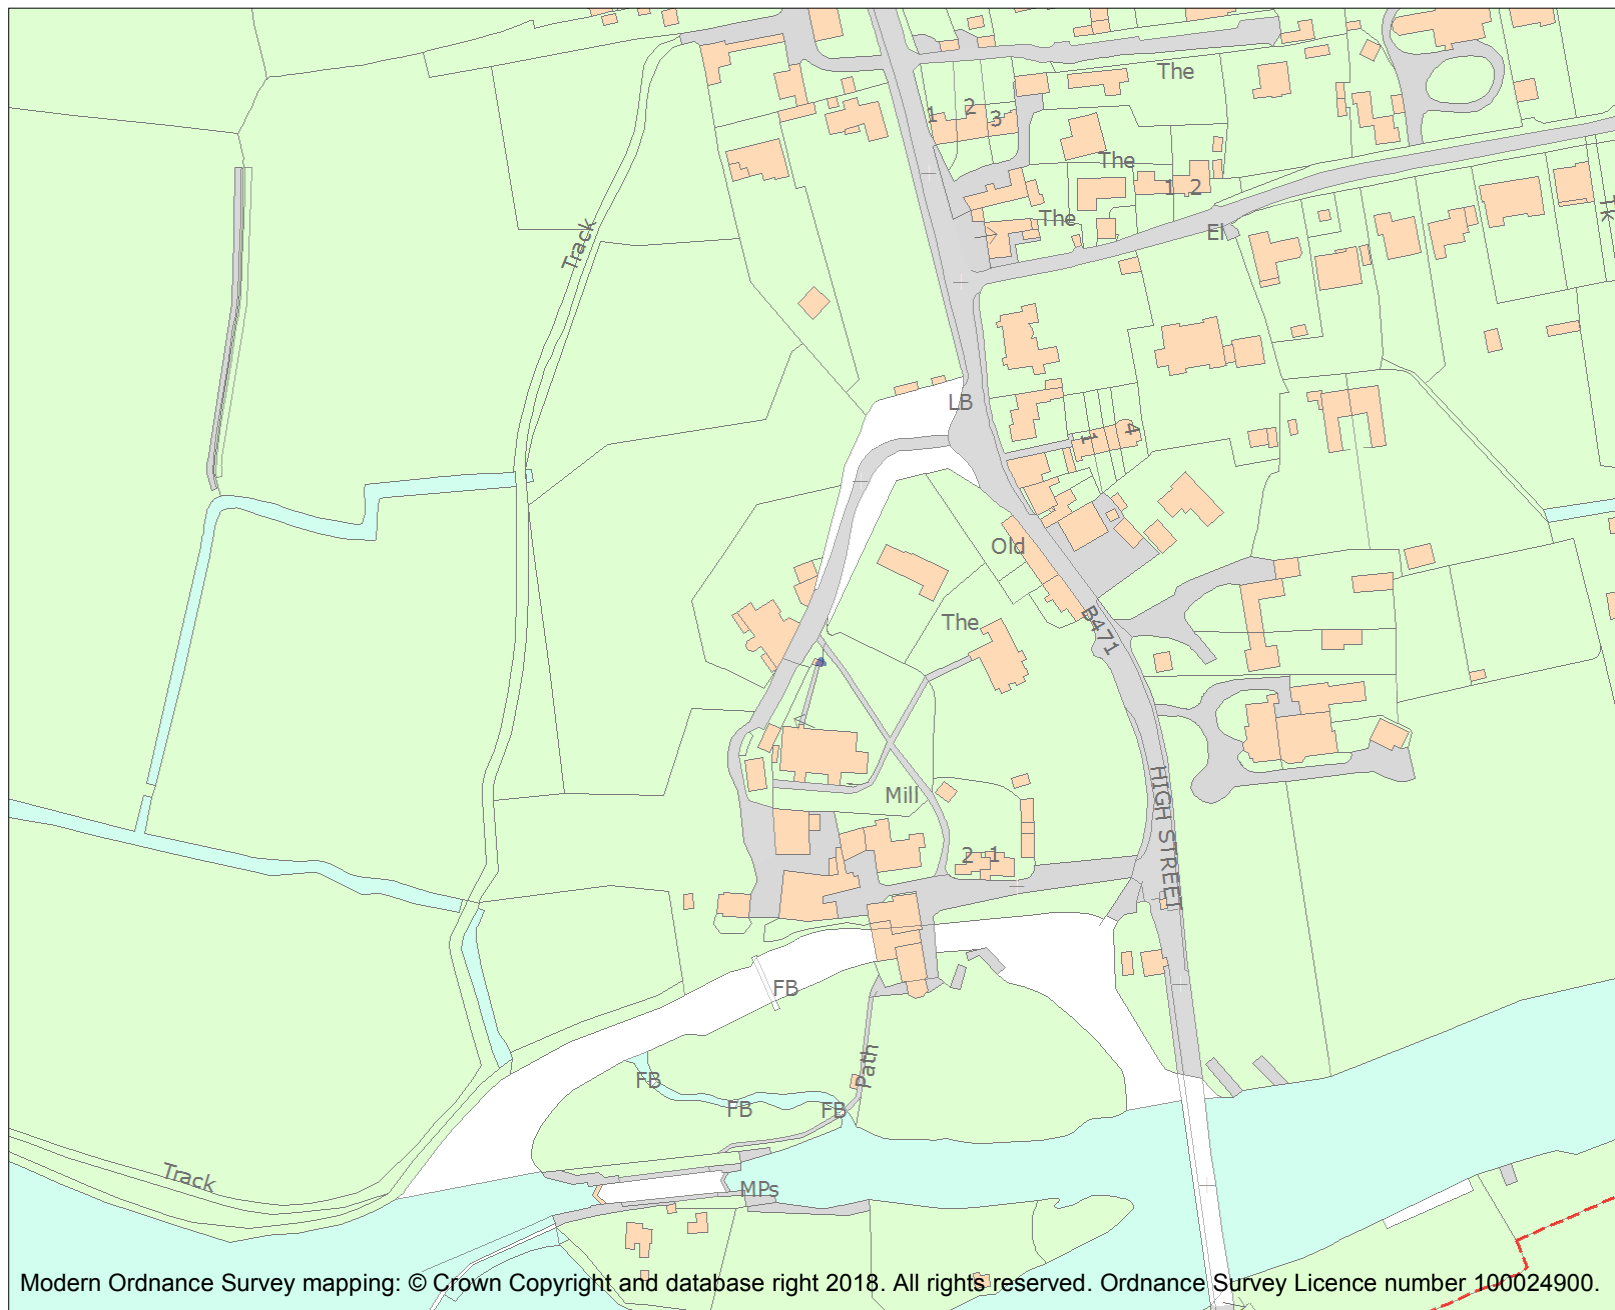 The
1
2
3
The
1 2
The
El
Tk
Track
LB
1
4
Old
The
B471
Mill
HIGH STREET
2 1
FB
Path
FB
FB
FB
Track
MPs
Modern Ordnance Survey mapping: © Crown Copyright and database right 2018. All rights reserved. Ordnance Survey Licence number 100024900.